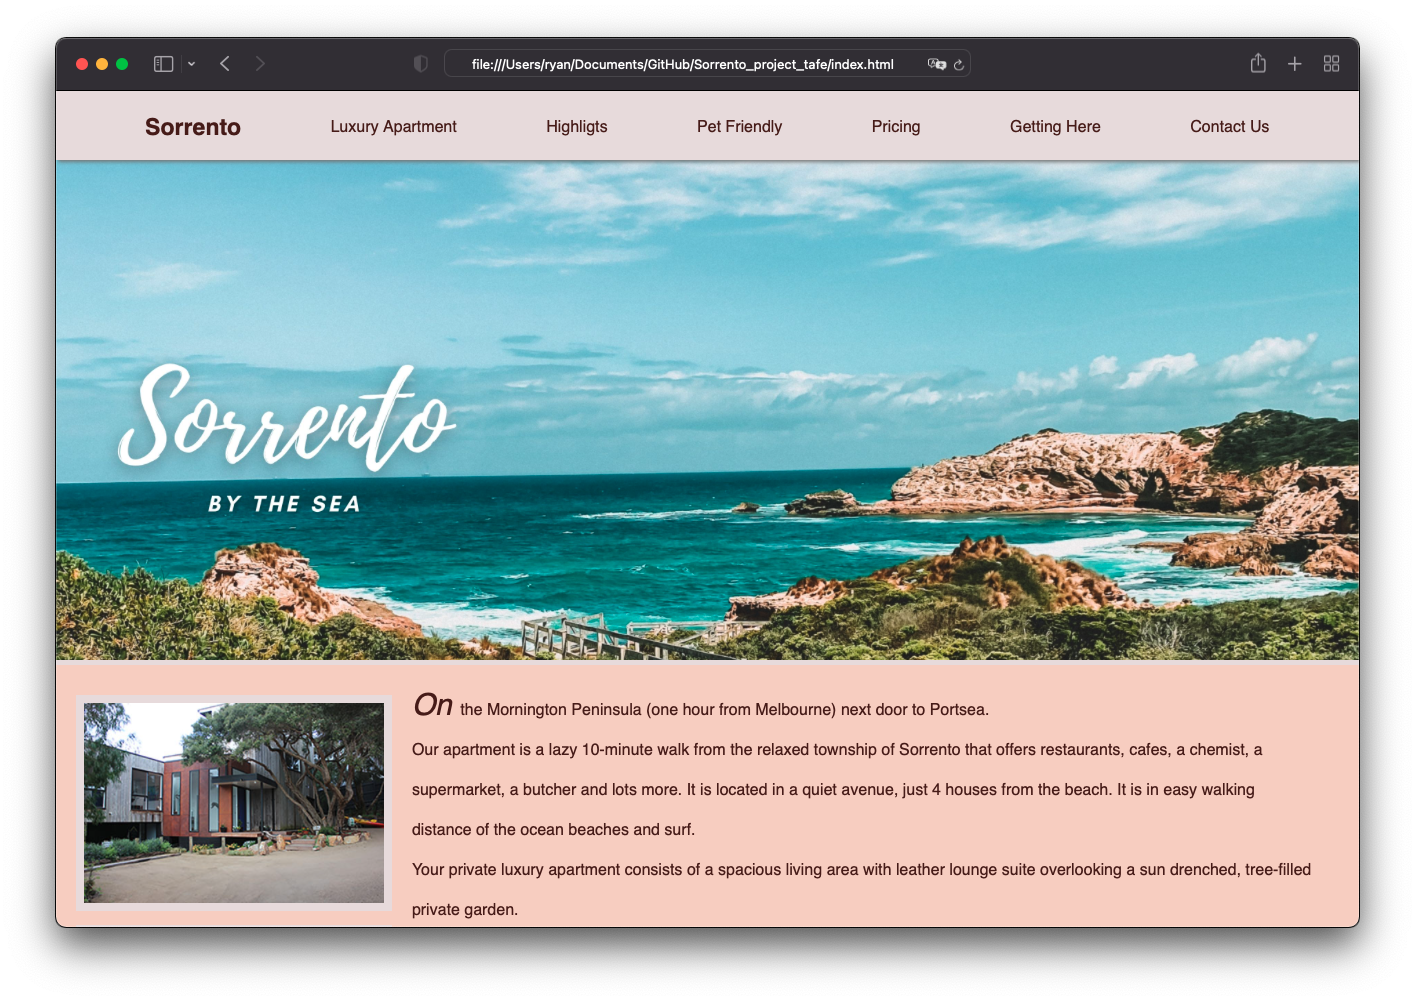 file:///Users/ryan/Documents/GitHub/Sorrento_project_tafe/index.html
Sorrento Luxury Apartment Highligts Pet Friendly Pricing Getting Here Contact Us
Sorrento
BY THE SEA
On the Mornington Peninsula (one hour from Melbourne) next door to Portsea.
Our apartment is a lazy 10-minute walk from the relaxed township of Sorrento that offers restaurants, cafes, a chemist, a
supermarket, a butcher and lots more. It is located in a quiet avenue, just 4 houses from the beach. It is in easy walking
distance of the ocean beaches and surf.
Your private luxury apartment consists of a spacious living area with leather lounge suite overlooking a sun drenched, tree-filled
private garden.